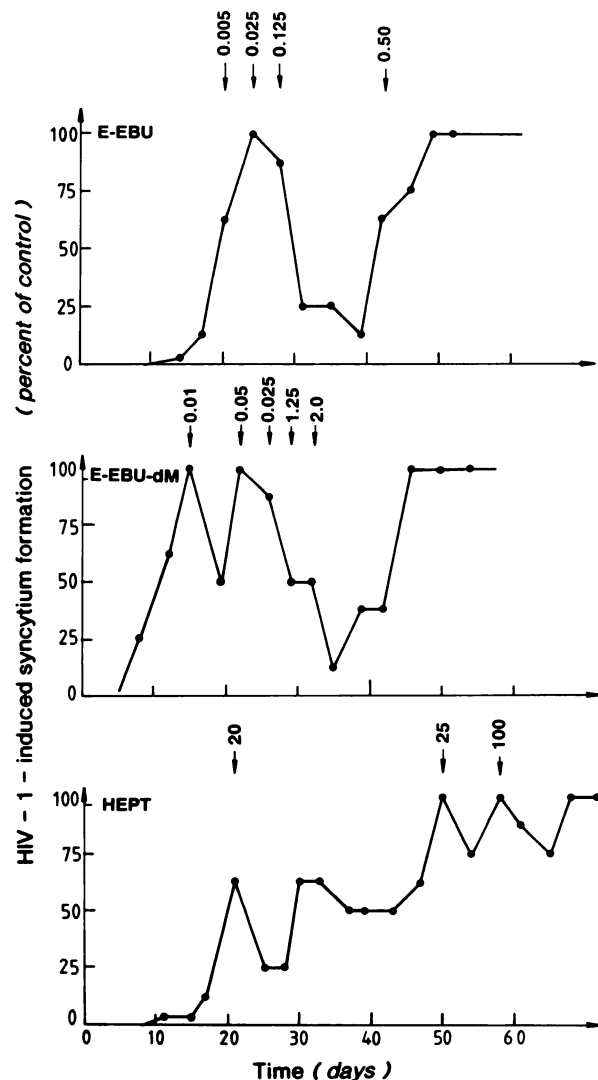 0.005 0.025 0.125 0.50
E-EBU
100
75
50
25
0
0.01 0.05 0.025 1.25 2.0
E-EBU-dM
100
75
50
25
0
20 25 100
HEPT
100
75
50
25
0
0 10 20 30 40 50 60
Time (days)
HIV – 1 – induced syncytium formation
(percent of control)